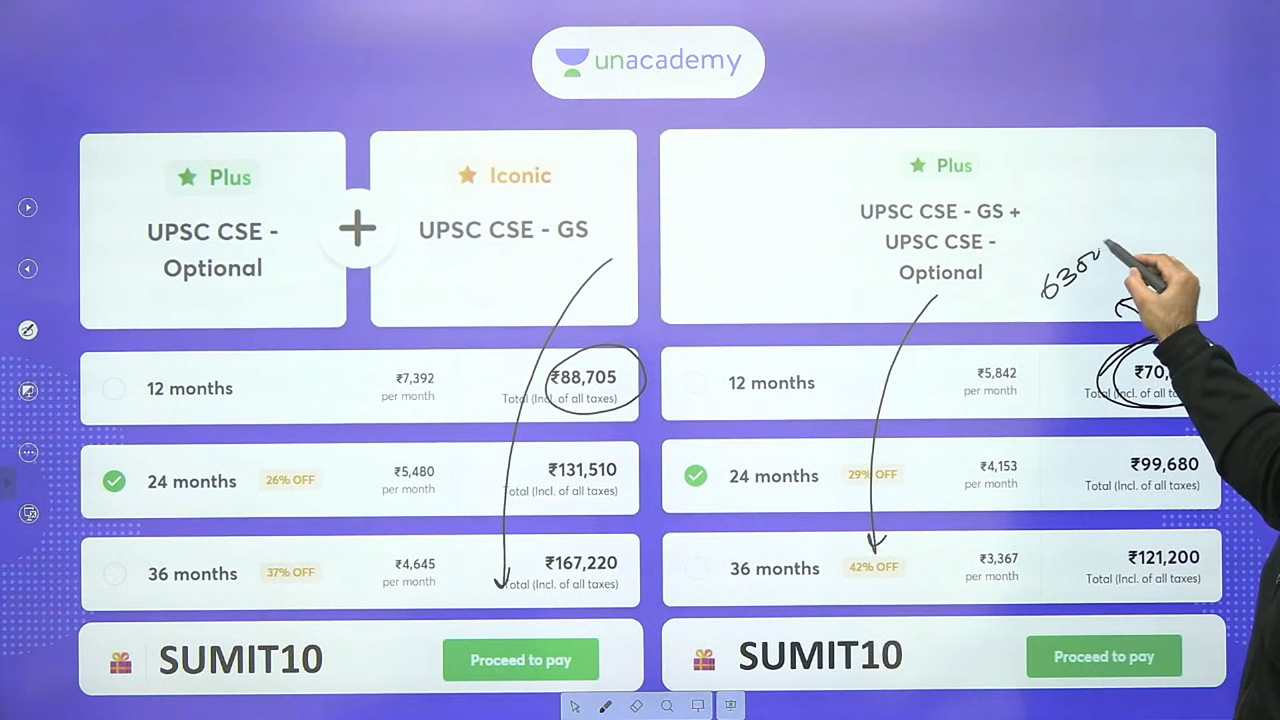 unacademy
Plus
UPSC CSE -
Optional
+
Iconic
UPSC CSE - GS
12 months
₹7,392
per month
₹88,705
Total (Incl. of all taxes)
24 months
26% OFF
₹5,480
per month
₹131,510
Total (Incl. of all taxes)
36 months
37% OFF
₹4,645
per month
₹167,220
Total (Incl. of all taxes)
SUMIT10
Proceed to pay
Plus
UPSC CSE - GS +
UPSC CSE -
Optional
12 months
₹5,842
per month
24 months
29% OFF
₹4,153
per month
₹99,680
Total (Incl. of all taxes)
36 months
42% OFF
₹3,367
per month
₹121,200
Total (Incl. of all taxes)
SUMIT10
Proceed to pay